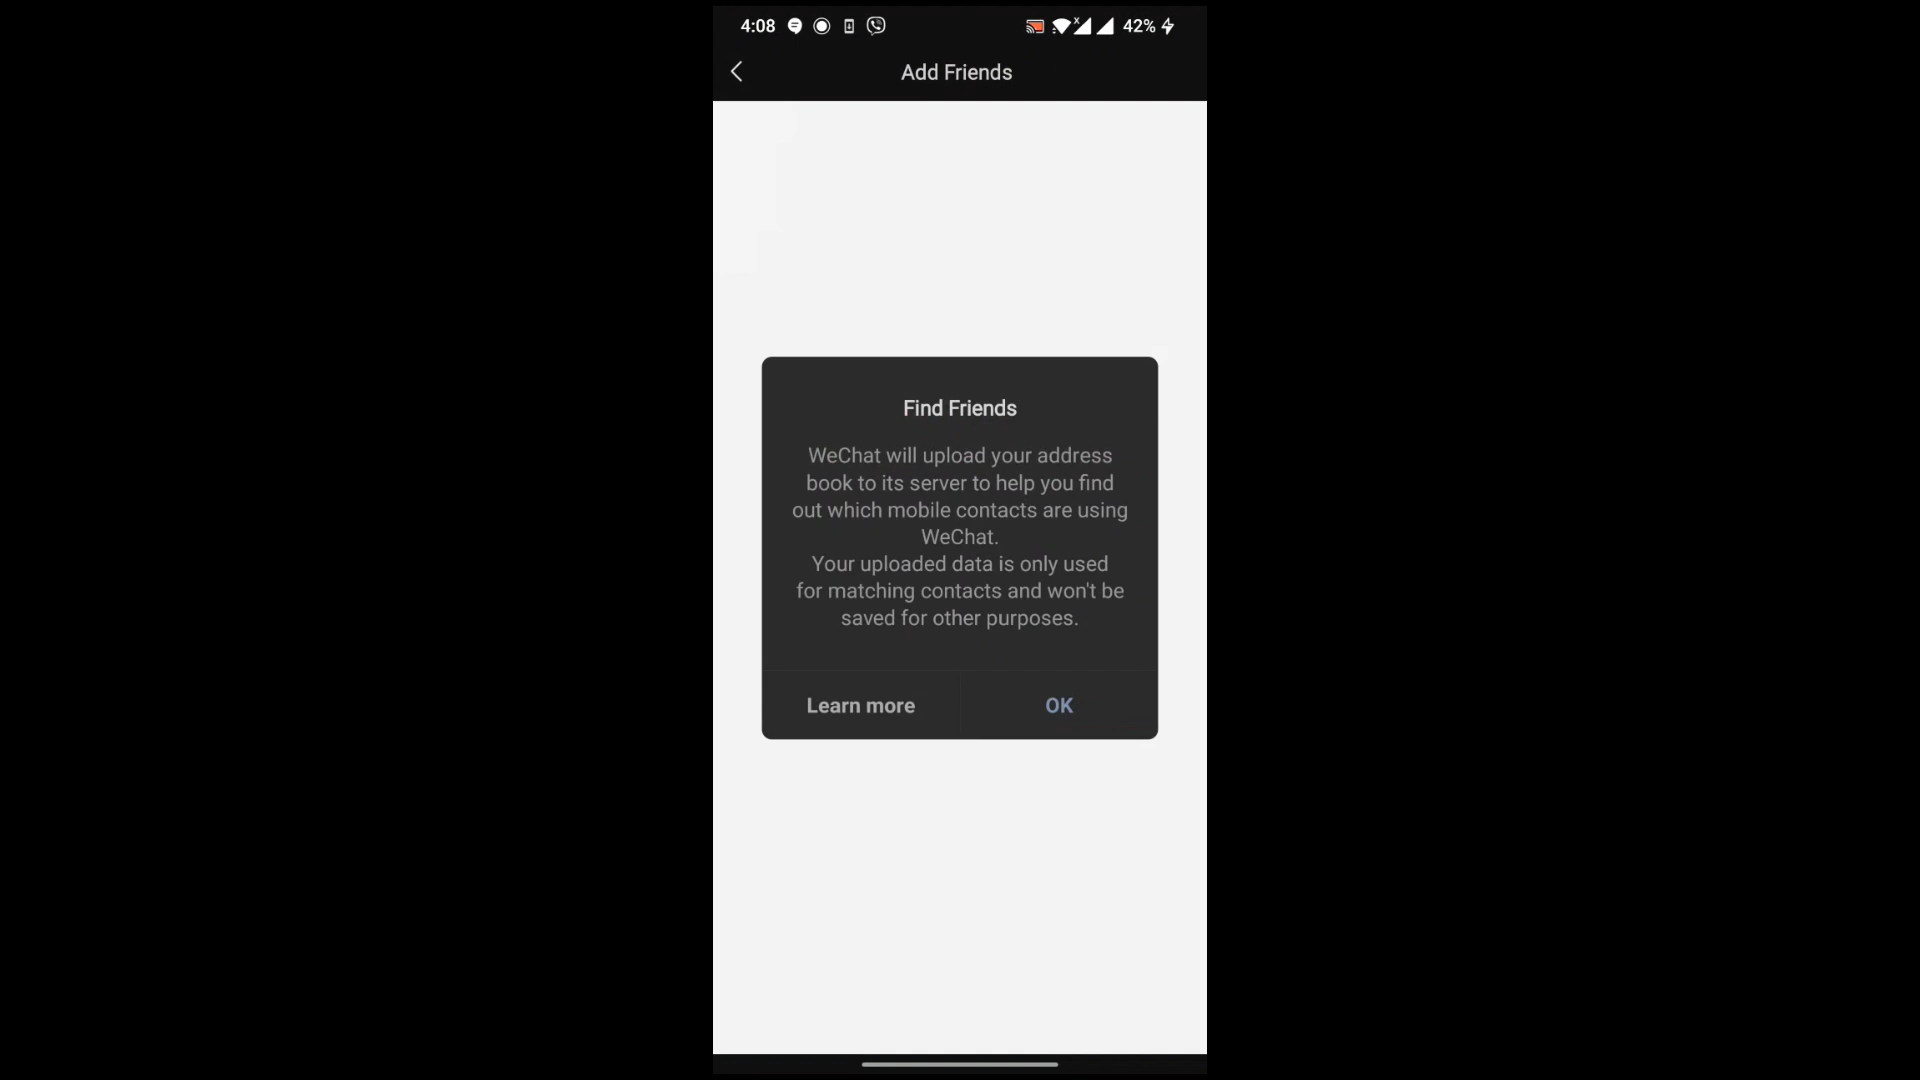 4:08 42%
Add Friends
Find Friends
WeChat will upload your address
book to its server to help you find
out which mobile contacts are using
WeChat.
Your uploaded data is only used
for matching contacts and won't be
saved for other purposes.
Learn more OK